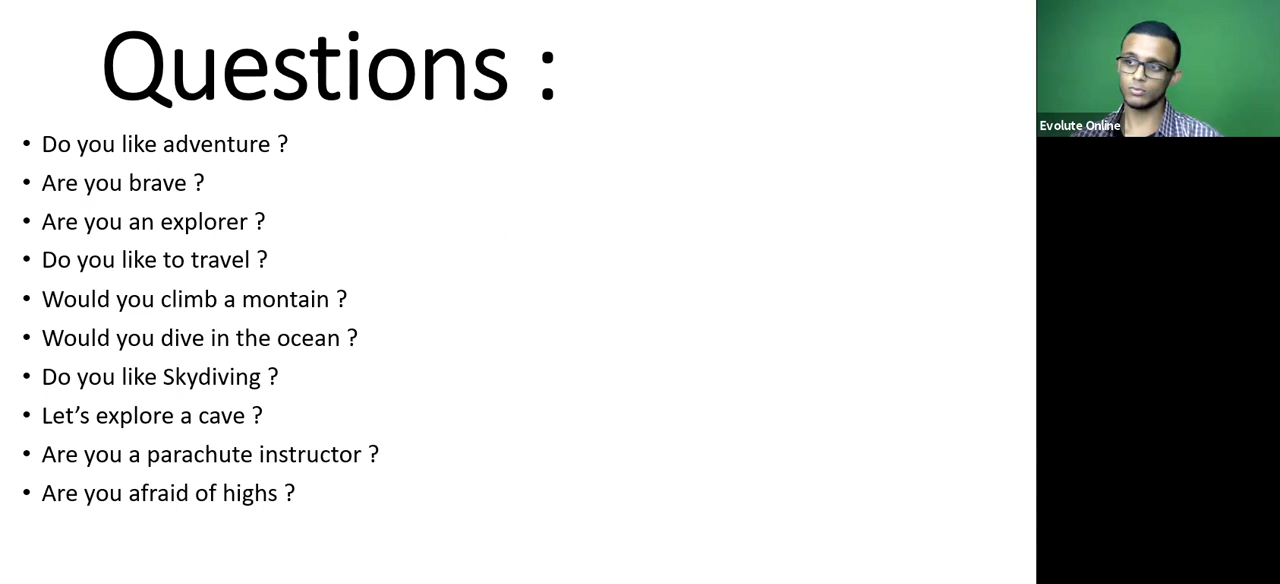 Questions :
• Do you like adventure ?
• Are you brave ?
• Are you an explorer ?
• Do you like to travel ?
• Would you climb a montain ?
• Would you dive in the ocean ?
• Do you like Skydiving ?
• Let’s explore a cave ?
• Are you a parachute instructor ?
• Are you afraid of highs ?
Evolute Online